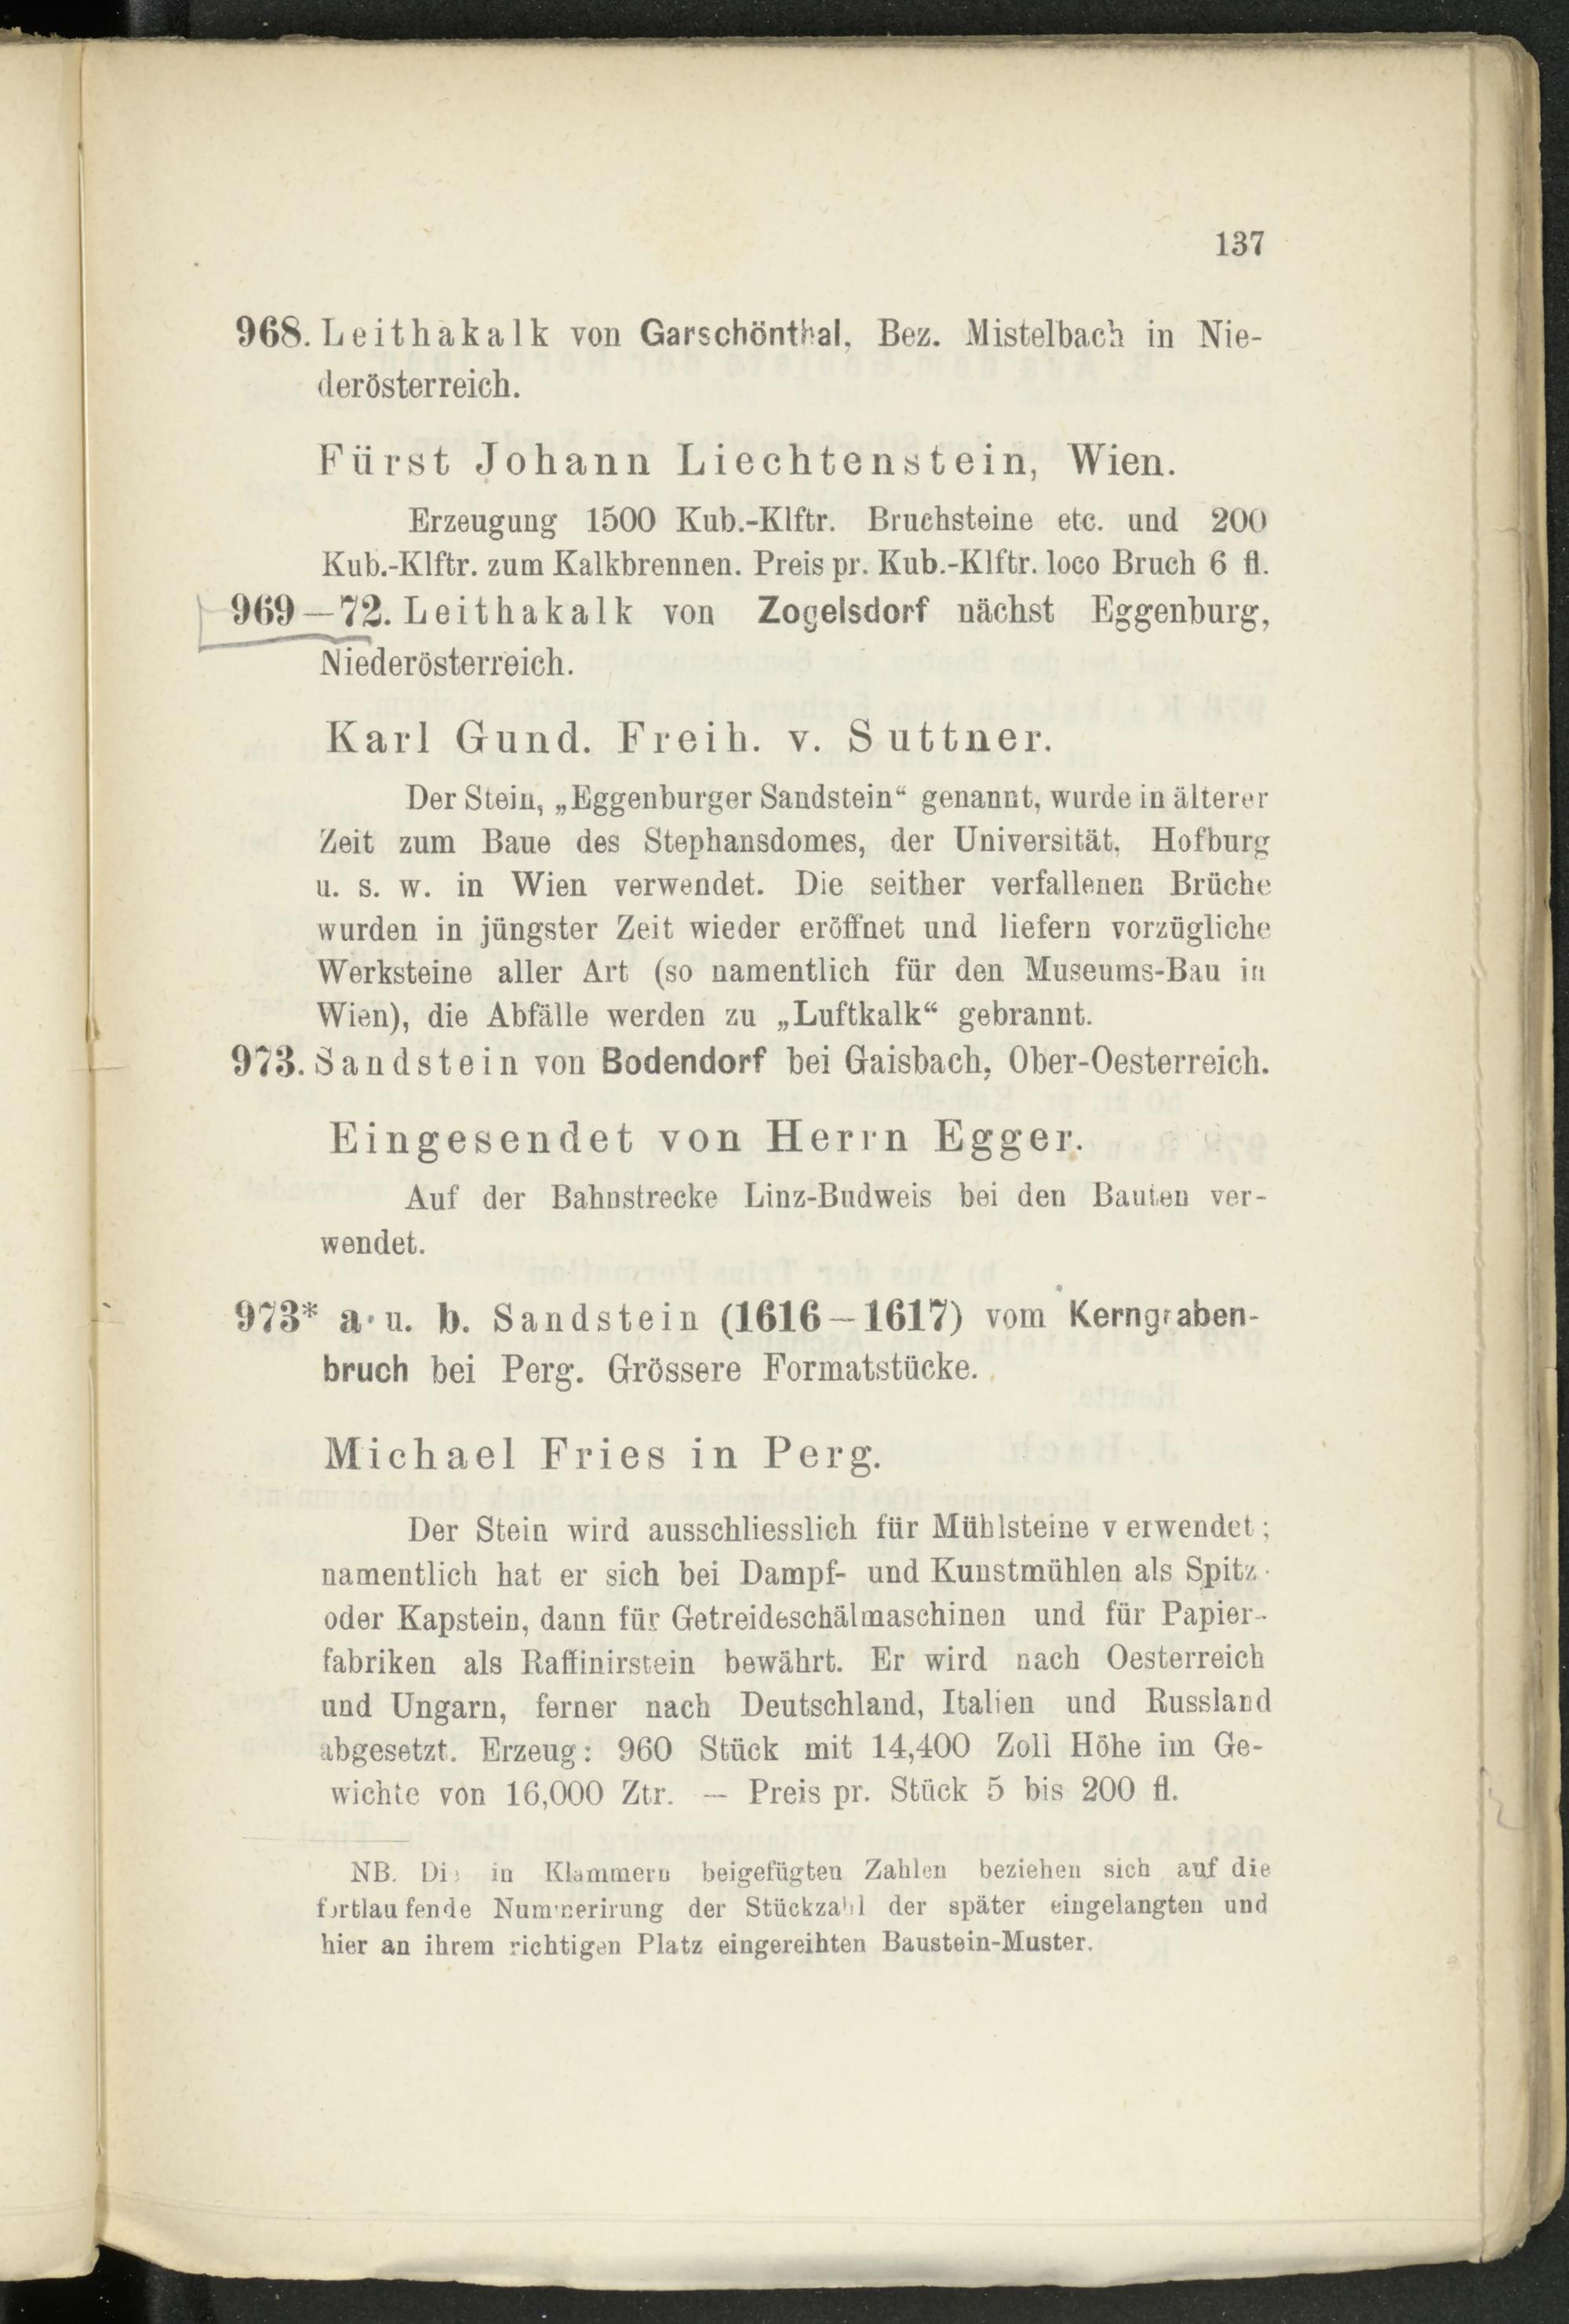 137
968. Leithakalk von Garschönthal, Bez. Mistelbach in Nie-
derösterreich.
Fürst Johann Liechtenstein, Wien.
Erzeugung 1500 Kub.-Klftr. Bruchsteine etc. und 200
Kub.-Klftr. zum Kalkbrennen. Preis pr. Kub.-Klftr. loco Bruch 6 fl.
969—72. Leithakalk von Zogelsdorf nächst Eggenburg,
Niederösterreich.
Karl Gund. Freih. v. Suttner.
Der Stein, „Eggenburger Sandstein“ genannt, wurde in älterer
Zeit zum Baue des Stephansdomes, der Universität, Hofburg
u. s. w. in Wien verwendet. Die seither verfallenen Brüche
wurden in jüngster Zeit wieder eröffnet und liefern vorzügliche
Werksteine aller Art (so namentlich für den Museums-Bau in
Wien), die Abfälle werden zu „Luftkalk“ gebrannt.
973. Sandstein von Bodendorf bei Gaisbach, Ober-Oesterreich.
Eingesendet von Herrn Egger.
Auf der Bahnstrecke Linz-Budweis bei den Bauten ver-
wendet.
973* a. u. b. Sandstein (1616—1617) vom Kerngraben-
bruch bei Perg. Grössere Formatstücke.
Michael Fries in Perg.
Der Stein wird ausschliesslich für Mühlsteine verwendet;
namentlich hat er sich bei Dampf- und Kunstmühlen als Spitz-
oder Kapstein, dann für Getreideschälmaschinen und für Papier-
fabriken als Raffinirstein bewährt. Er wird nach Oesterreich
und Ungarn, ferner nach Deutschland, Italien und Russland
abgesetzt. Erzeug: 960 Stück mit 14,400 Zoll Höhe im Ge-
wichte von 16,000 Ztr. — Preis pr. Stück 5 bis 200 fl.
NB. Die in Klammern beigefügten Zahlen beziehen sich auf die
fortlaufende Nummerirung der Stückzahl der später eingelangten und
hier an ihrem richtigen Platz eingereihten Baustein-Muster.